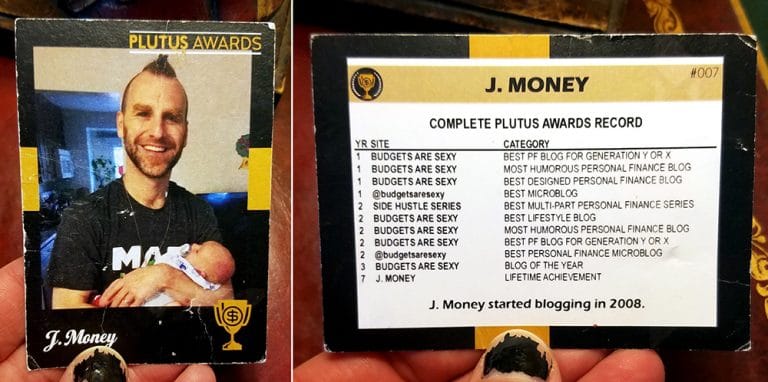 PLUTUS AWARDS
J. Money
#007
J. MONEY
COMPLETE PLUTUS AWARDS RECORD
YR SITE CATEGORY
1 BUDGETS ARE SEXY BEST PF BLOG FOR GENERATION Y OR X
1 BUDGETS ARE SEXY MOST HUMOROUS PERSONAL FINANCE BLOG
1 BUDGETS ARE SEXY BEST DESIGNED PERSONAL FINANCE BLOG
1 @budgetsaresexy BEST MICROBLOG
2 SIDE HUSTLE SERIES BEST MULTI-PART PERSONAL FINANCE SERIES
2 BUDGETS ARE SEXY BEST LIFESTYLE BLOG
2 BUDGETS ARE SEXY MOST HUMOROUS PERSONAL FINANCE BLOG
2 BUDGETS ARE SEXY BEST PF BLOG FOR GENERATION Y OR X
2 @budgetsaresexy BEST PERSONAL FINANCE MICROBLOG
3 BUDGETS ARE SEXY BLOG OF THE YEAR
7 J. MONEY LIFETIME ACHIEVEMENT
J. Money started blogging in 2008.